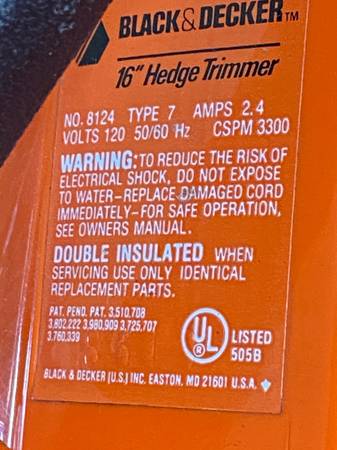 BLACK&DECKER™
16" Hedge Trimmer
NO. 8124 TYPE 7 AMPS 2.4
VOLTS 120 50/60 Hz CSPM 3300
WARNING: TO REDUCE THE RISK OF
ELECTRICAL SHOCK, DO NOT EXPOSE
TO WATER-REPLACE DAMAGED CORD
IMMEDIATELY-FOR SAFE OPERATION,
SEE OWNERS MANUAL.
DOUBLE INSULATED WHEN
SERVICING USE ONLY IDENTICAL
REPLACEMENT PARTS.
PAT. PEND. PAT. 3,510,708
3,802,222 3,980,909 3,725,707
3,760,339
UL ®
LISTED
505B
BLACK & DECKER (U.S.) INC. EASTON, MD 21601 U.S.A.